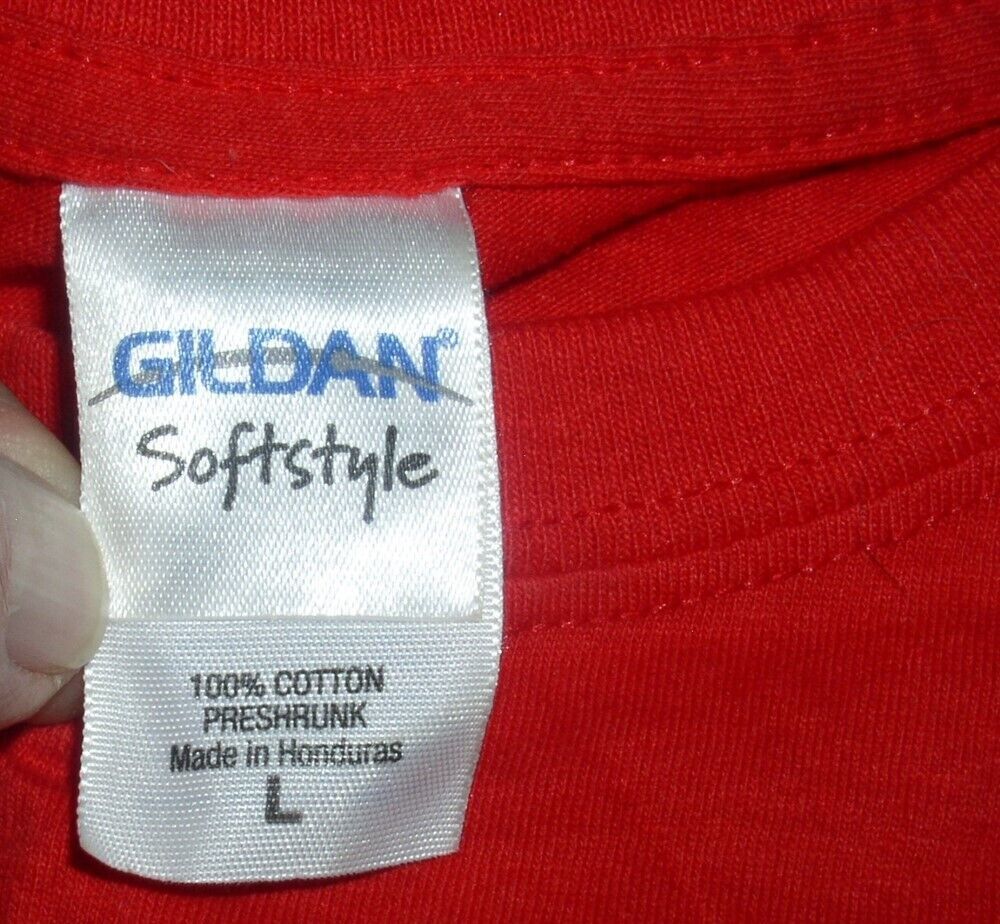 GILDAN®
Softstyle
100% COTTON
PRESHRUNK
Made in Honduras
L